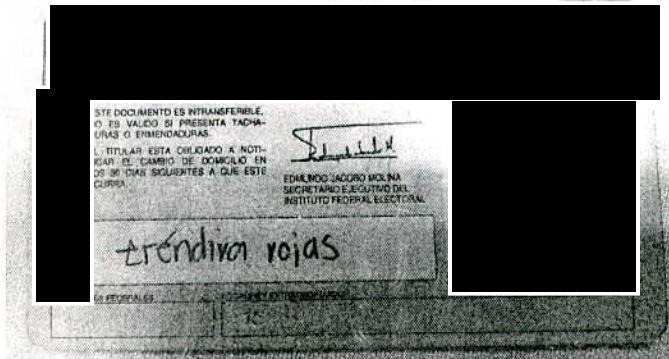 STE DOCUMENTO ES INTRANSFERIBLE,
O ES VALIDO SI PRESENTA TACHA-
URAS O ENMENDADURAS.
L TITULAR ESTA OBLIGADO A NOTI-
ICAR EL CAMBIO DE DOMICILIO EN
OS 30 DIAS SIGUIENTES A QUE ESTE
CURRA.
EDMUNDO JACOBO MOLINA
SECRETARIO EJECUTIVO DEL
INSTITUTO FEDERAL ELECTORAL
rojas
FEDERALES